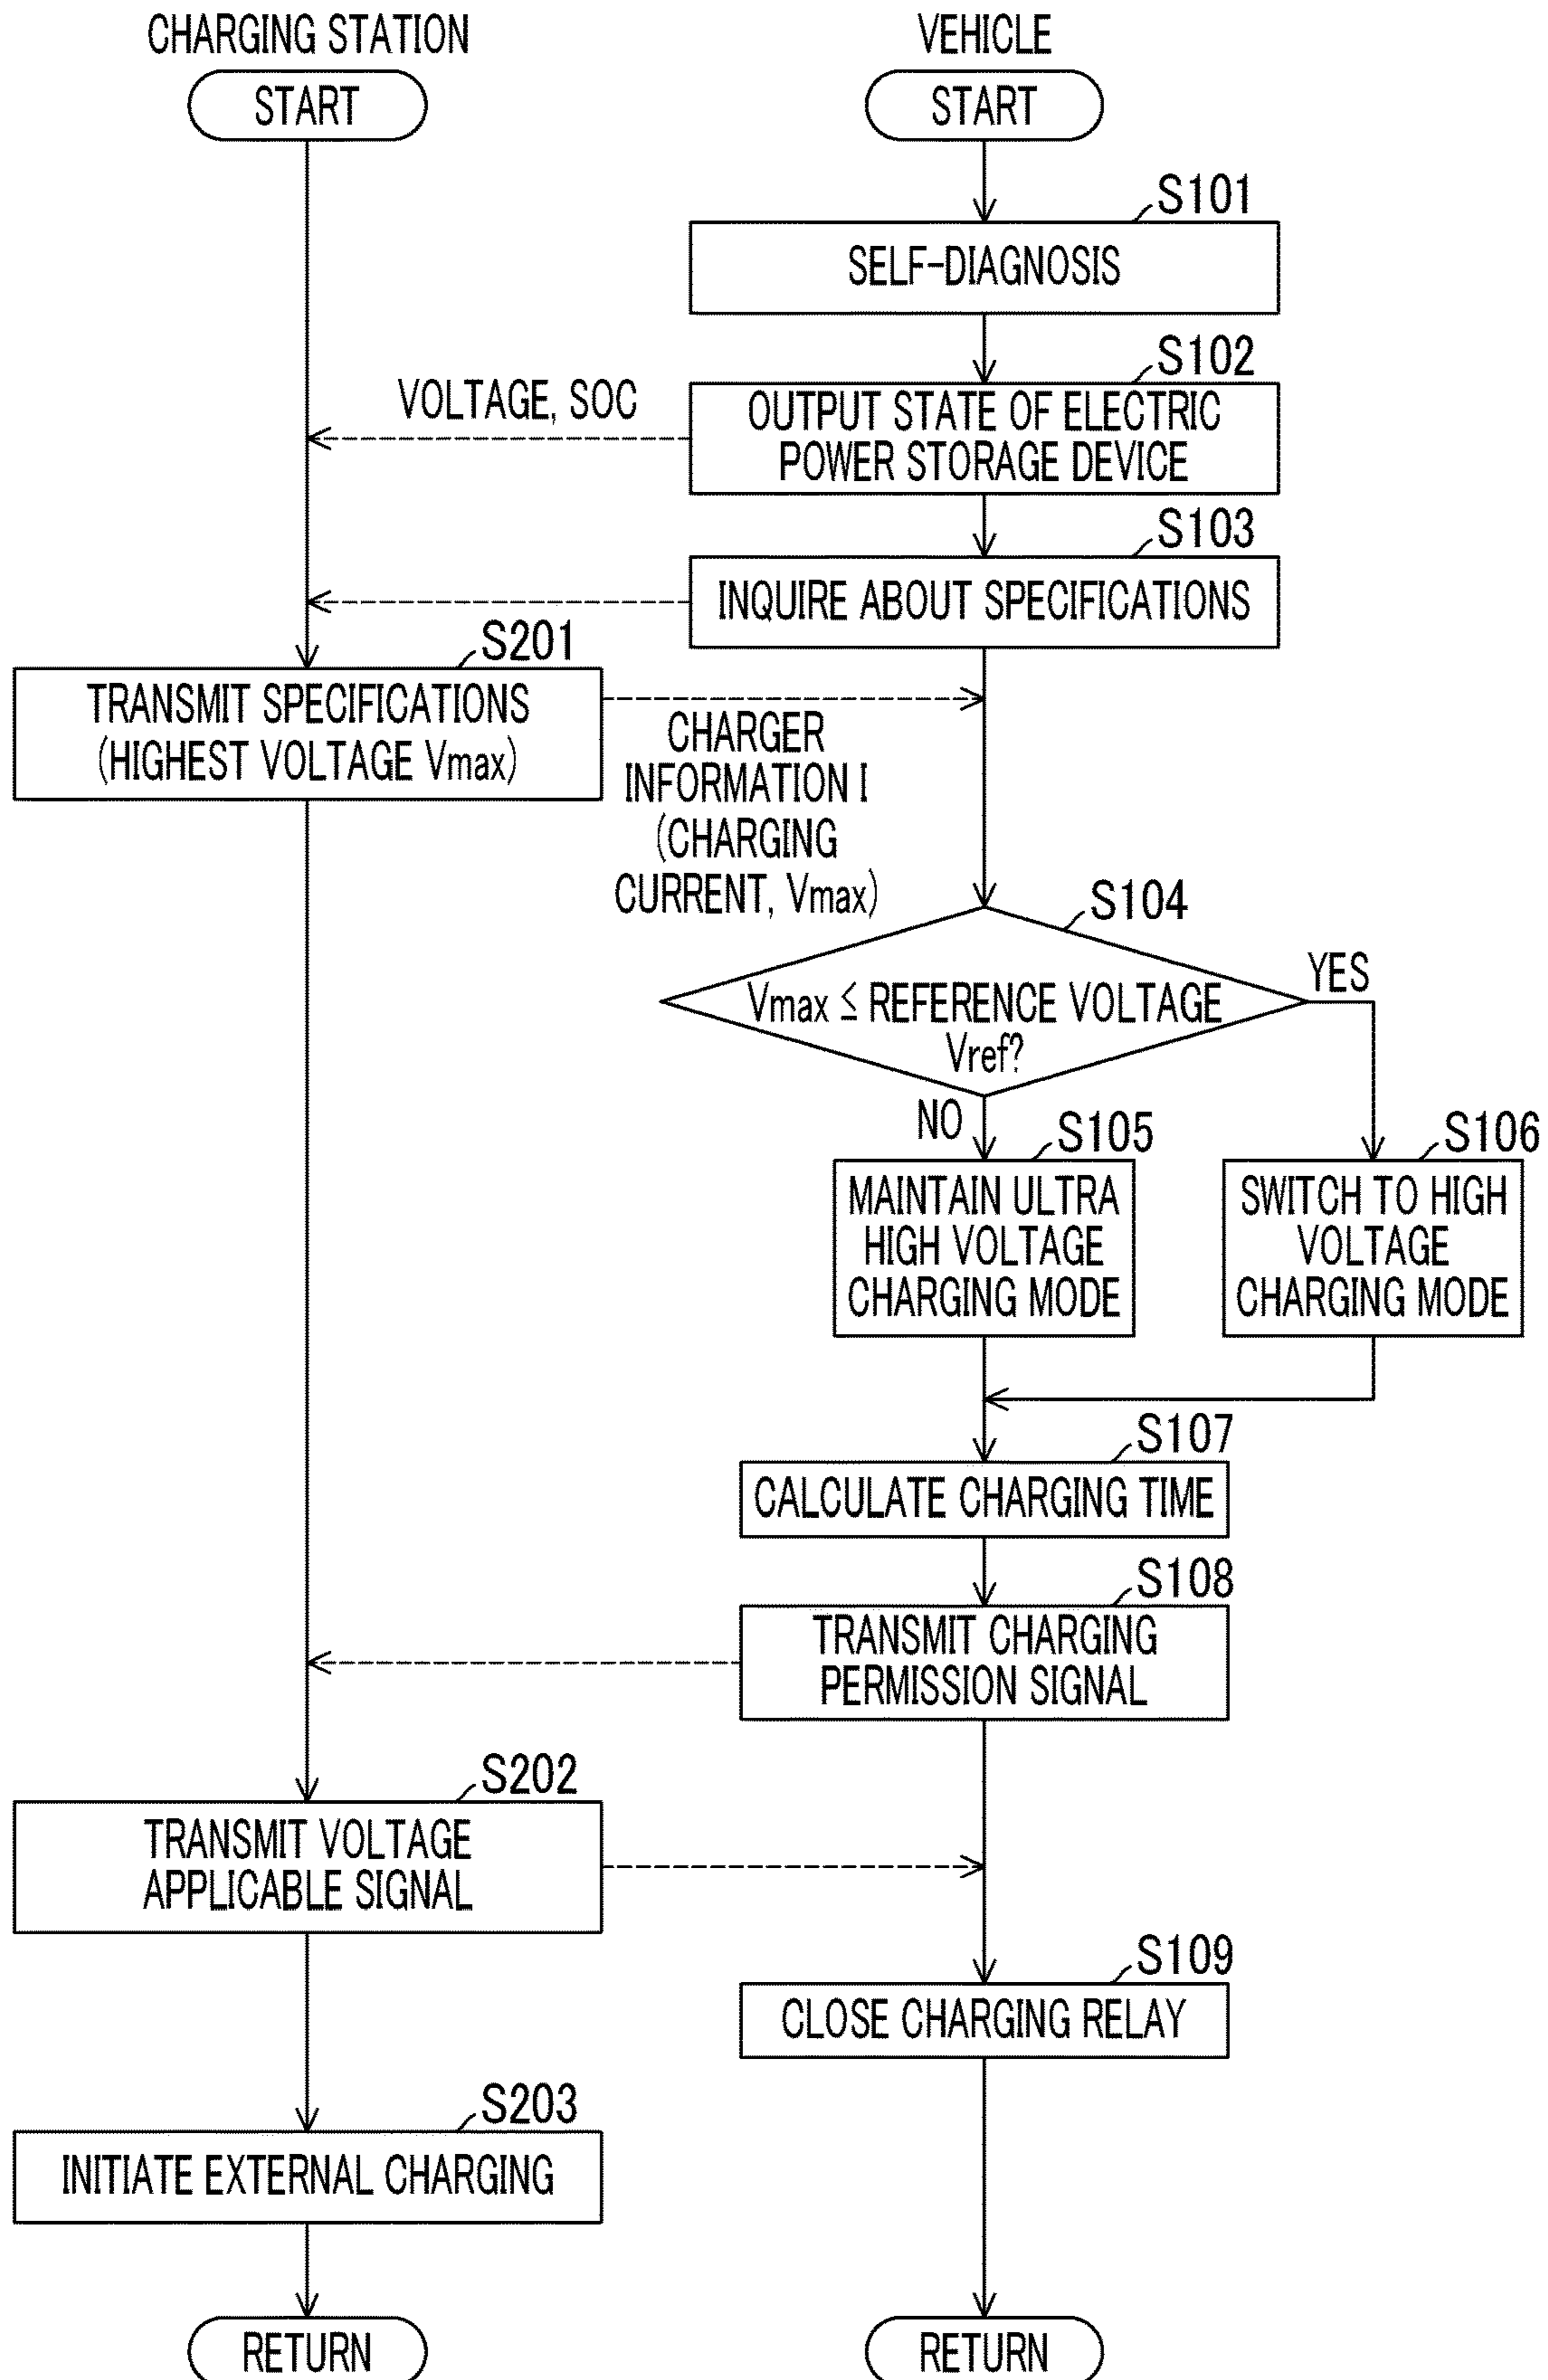 CHARGING STATION
VEHICLE
START
START
S101
SELF-DIAGNOSIS
S102
OUTPUT STATE OF ELECTRIC
POWER STORAGE DEVICE
VOLTAGE, SOC
S103
INQUIRE ABOUT SPECIFICATIONS
S201
TRANSMIT SPECIFICATIONS
(HIGHEST VOLTAGE Vmax)
CHARGER
INFORMATION I
(CHARGING
CURRENT, Vmax)
S104
Vmax ≤ REFERENCE VOLTAGE
Vref?
YES
NO
S105
MAINTAIN ULTRA
HIGH VOLTAGE
CHARGING MODE
S106
SWITCH TO HIGH
VOLTAGE
CHARGING MODE
S107
CALCULATE CHARGING TIME
S108
TRANSMIT CHARGING
PERMISSION SIGNAL
S202
TRANSMIT VOLTAGE
APPLICABLE SIGNAL
S109
CLOSE CHARGING RELAY
S203
INITIATE EXTERNAL CHARGING
RETURN
RETURN